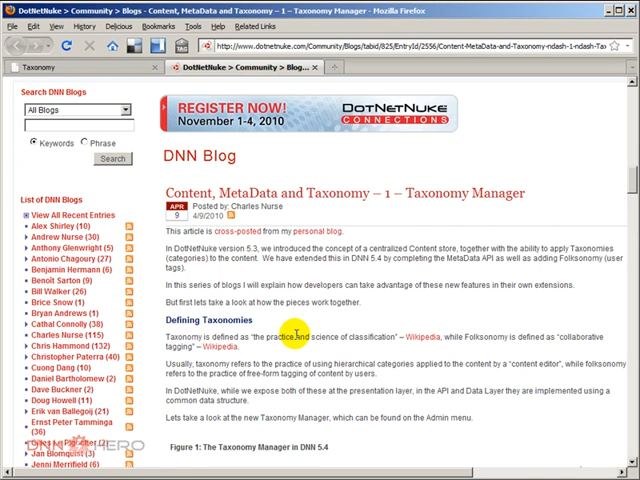 DotNetNuke > Community > Blogs - Content, MetaData and Taxonomy – 1 – Taxonomy Manager - Mozilla Firefox
File Edit View History Delicious Bookmarks Tools Help Related Links
TAG
http://www.dotnetnuke.com/Community/Blogs/tabid/825/EntryId/2556/Content-MetaData-and-Taxonomy-ndash-1-ndash-Tax
Taxonomy
DotNetNuke > Community > Blog...
Search DNN Blogs
All Blogs
Keywords Phrase
Search
List of DNN Blogs
View All Recent Entries
Alex Shirley (10)
Andrew Nurse (30)
Anthony Glenwright (5)
Antonio Chagoury (27)
Benjamin Hermann (6)
Benoît Sarton (9)
Bill Walker (26)
Brice Snow (1)
Bryan Andrews (1)
Cathal Connolly (38)
Charles Nurse (115)
Chris Hammond (132)
Christopher Paterra (40)
Cuong Dang (10)
Daniel Bartholomew (2)
Dave Buckner (2)
Doug Howell (11)
Erik van Ballegoij (21)
Ernst Peter Tamminga
(36)
Jan Blomquist (3)
Jenni Merrifield (6)
REGISTER NOW!
November 1-4, 2010
DOTNETNUKE
CONNECTIONS
DNN Blog
Content, MetaData and Taxonomy – 1 – Taxonomy Manager
APR
9
Posted by: Charles Nurse
4/9/2010
This article is cross-posted from my personal blog.
In DotNetNuke version 5.3, we introduced the concept of a centralized Content store, together with the ability to apply Taxonomies
(categories) to the content. We have extended this in DNN 5.4 by completing the MetaData API as well as adding Folksonomy (user
tags).
In this series of blogs I will explain how developers can take advantage of these new features in their own extensions.
But first lets take a look at how the pieces work together.
Defining Taxonomies
Taxonomy is defined as "the practice and science of classification" – Wikipedia, while Folksonomy is defined as "collaborative
tagging" – Wikipedia.
Usually, taxonomy refers to the practice of using hierarchical categories applied to the content by a "content editor", while folksonomy
refers to the practice of free-form tagging of content by users.
In DotNetNuke, while we expose both of these at the presentation layer, in the API and Data Layer they are implemented using a
common data structure.
Lets take a look at the new Taxonomy Manager, which can be found on the Admin menu.
Figure 1: The Taxonomy Manager in DNN 5.4
DNN HERO